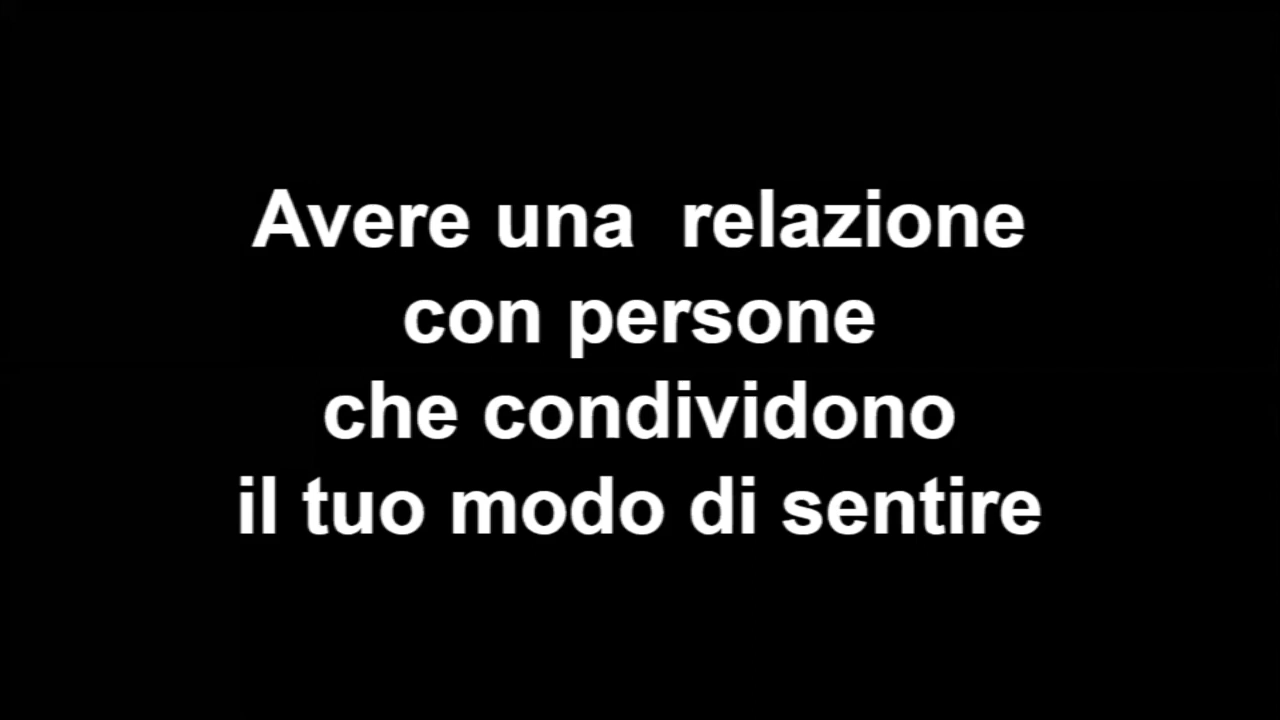 Avere una  relazione
con persone
che condividono
il tuo modo di sentire